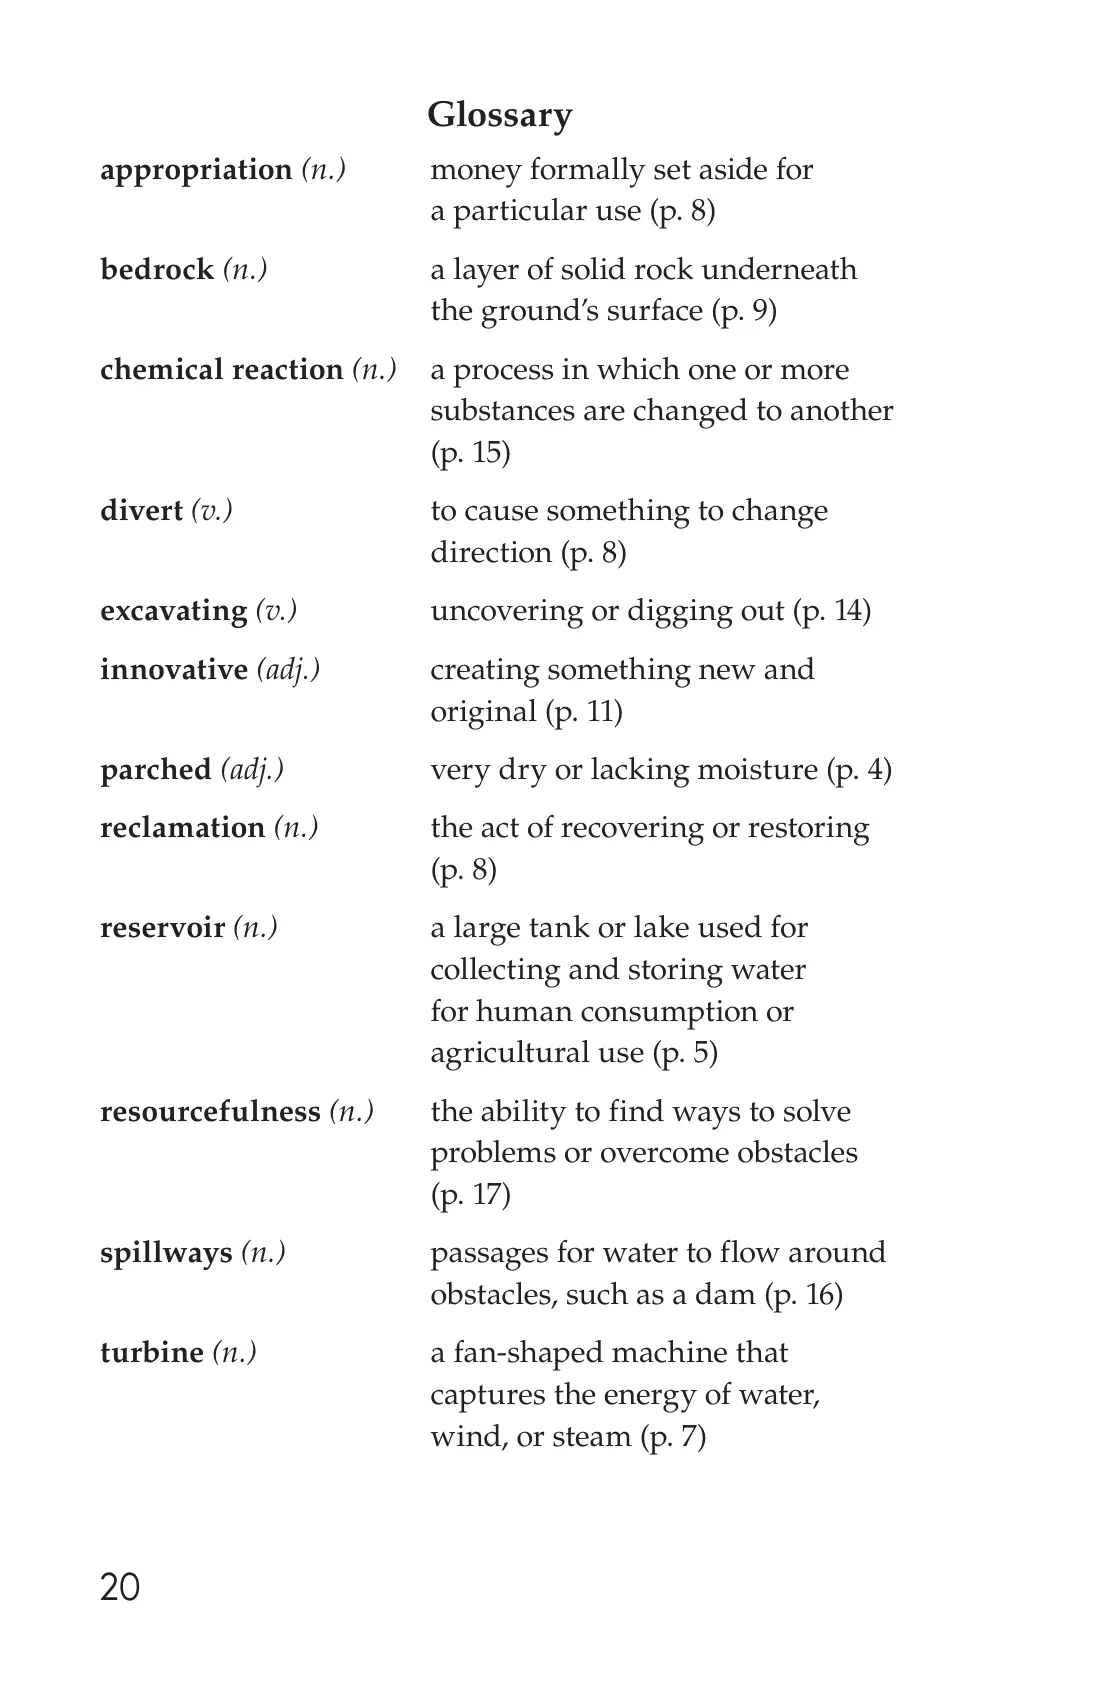 Glossary
appropriation (n.) money formally set aside for
a particular use (p. 8)
bedrock (n.) a layer of solid rock underneath
the ground’s surface (p. 9)
chemical reaction (n.) a process in which one or more
substances are changed to another
(p. 15)
divert (v.) to cause something to change
direction (p. 8)
excavating (v.) uncovering or digging out (p. 14)
innovative (adj.) creating something new and
original (p. 11)
parched (adj.) very dry or lacking moisture (p. 4)
reclamation (n.) the act of recovering or restoring
(p. 8)
reservoir (n.) a large tank or lake used for
collecting and storing water
for human consumption or
agricultural use (p. 5)
resourcefulness (n.) the ability to find ways to solve
problems or overcome obstacles
(p. 17)
spillways (n.) passages for water to flow around
obstacles, such as a dam (p. 16)
turbine (n.) a fan-shaped machine that
captures the energy of water,
wind, or steam (p. 7)
20